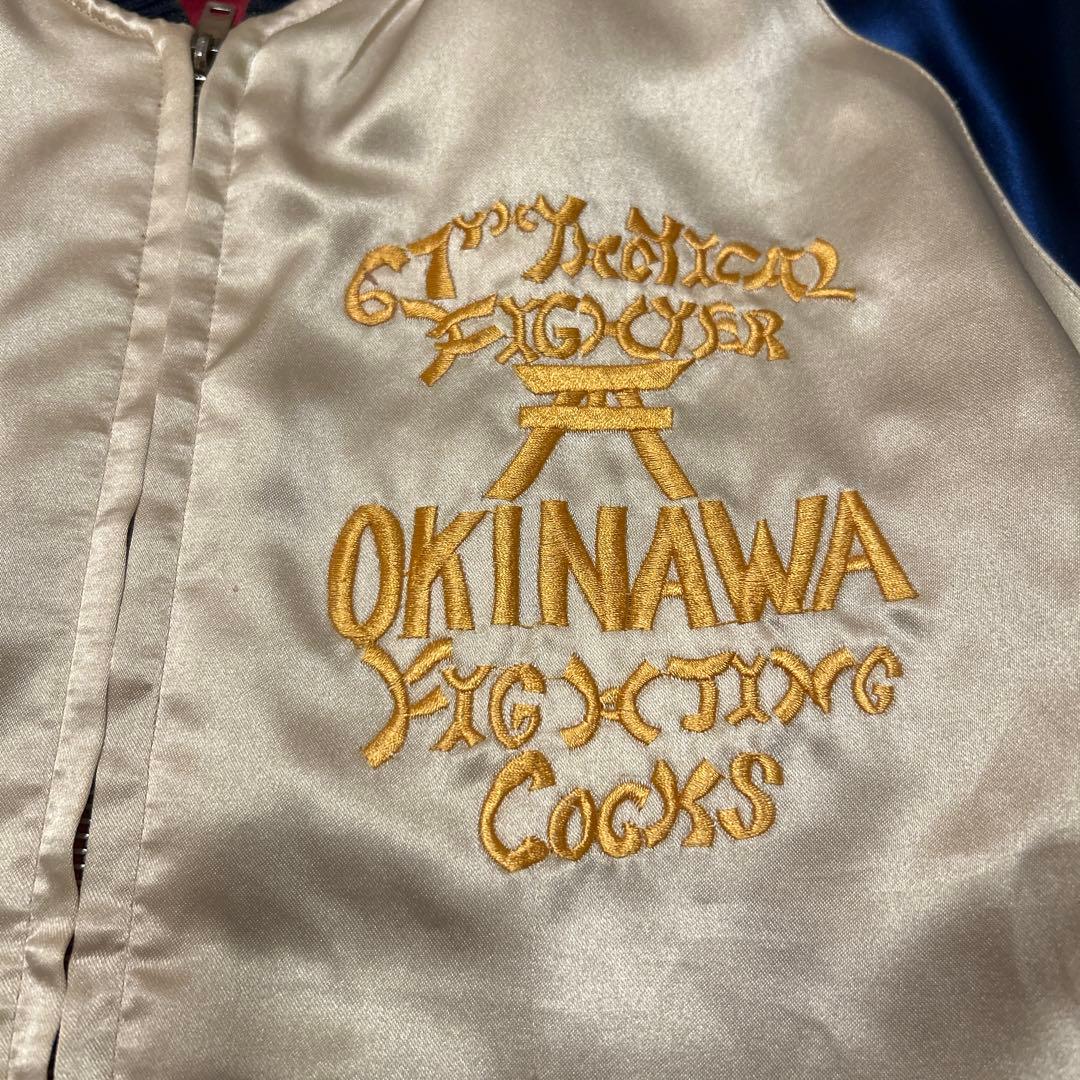 67TH TACTICAL
FIGHTER
OKINAWA
FIGHTING
COCKS